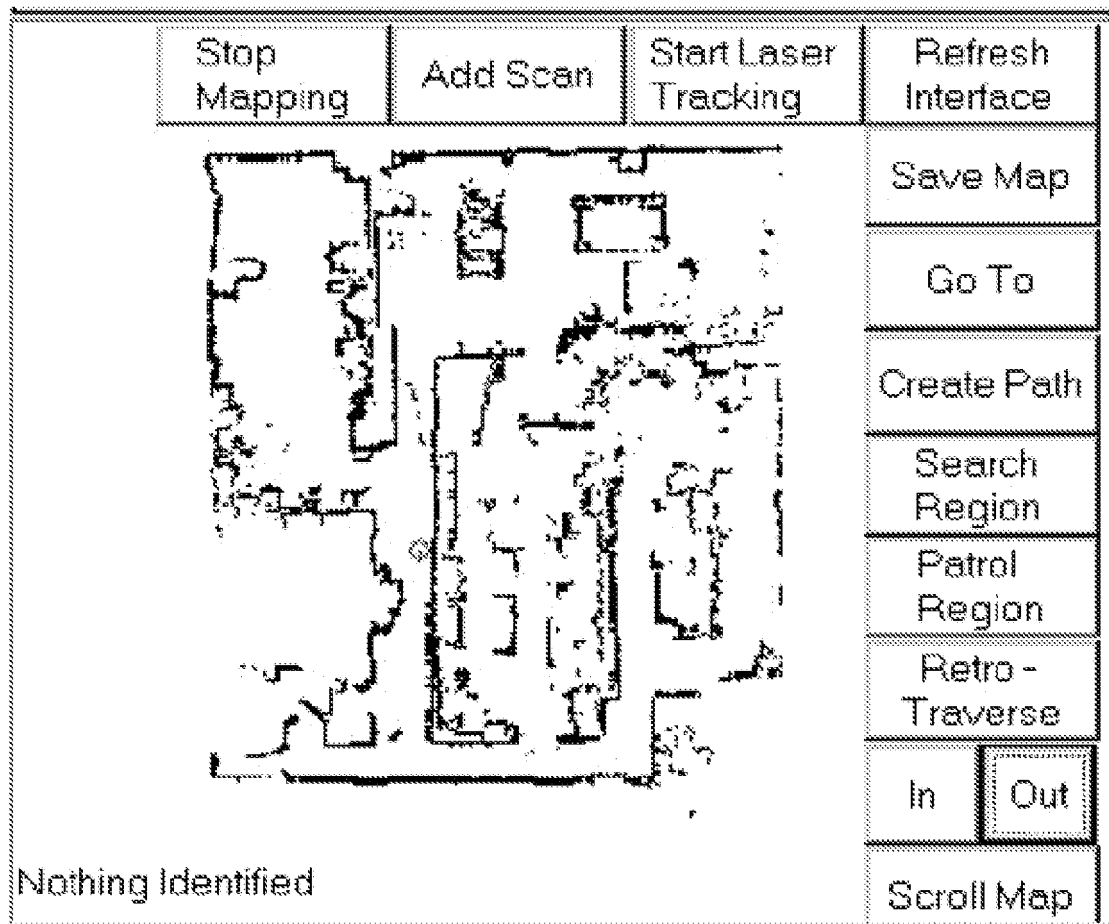 Stop
Mapping
Add Scan
Start Laser
Tracking
Refresh
Interface
Save Map
Go To
Create Path
Search
Region
Patrol
Region
Retro -
Traverse
In
Out
Nothing Identified
Scroll Map